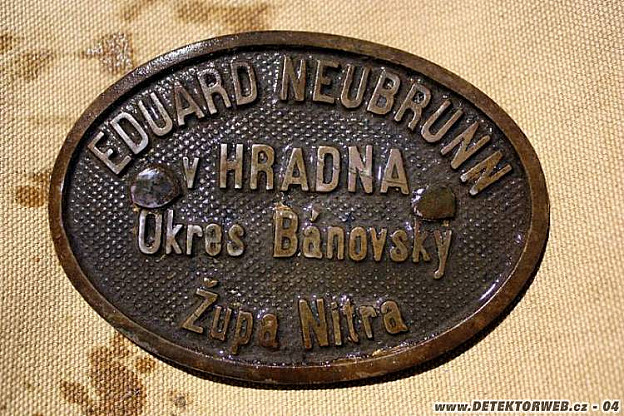 EDUARD NEUBRUNN
v HRADNA
Okres Bánovský
Župa Nitra
www.DETEKTORWEB.cz - 04